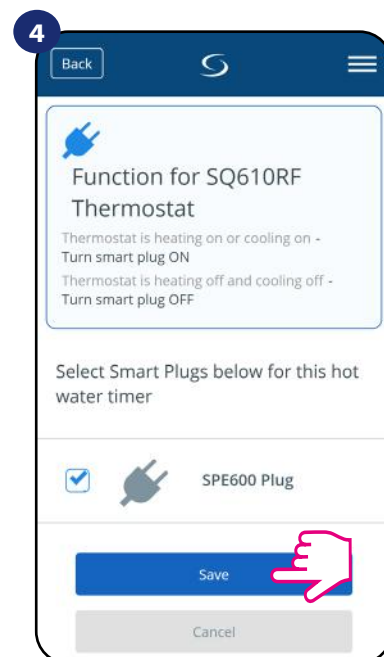 4
Back
Function for SQ610RF
Thermostat
Thermostat is heating on or cooling on -
Turn smart plug ON
Thermostat is heating off and cooling off -
Turn smart plug OFF
Select Smart Plugs below for this hot
water timer
SPE600 Plug
Save
Cancel